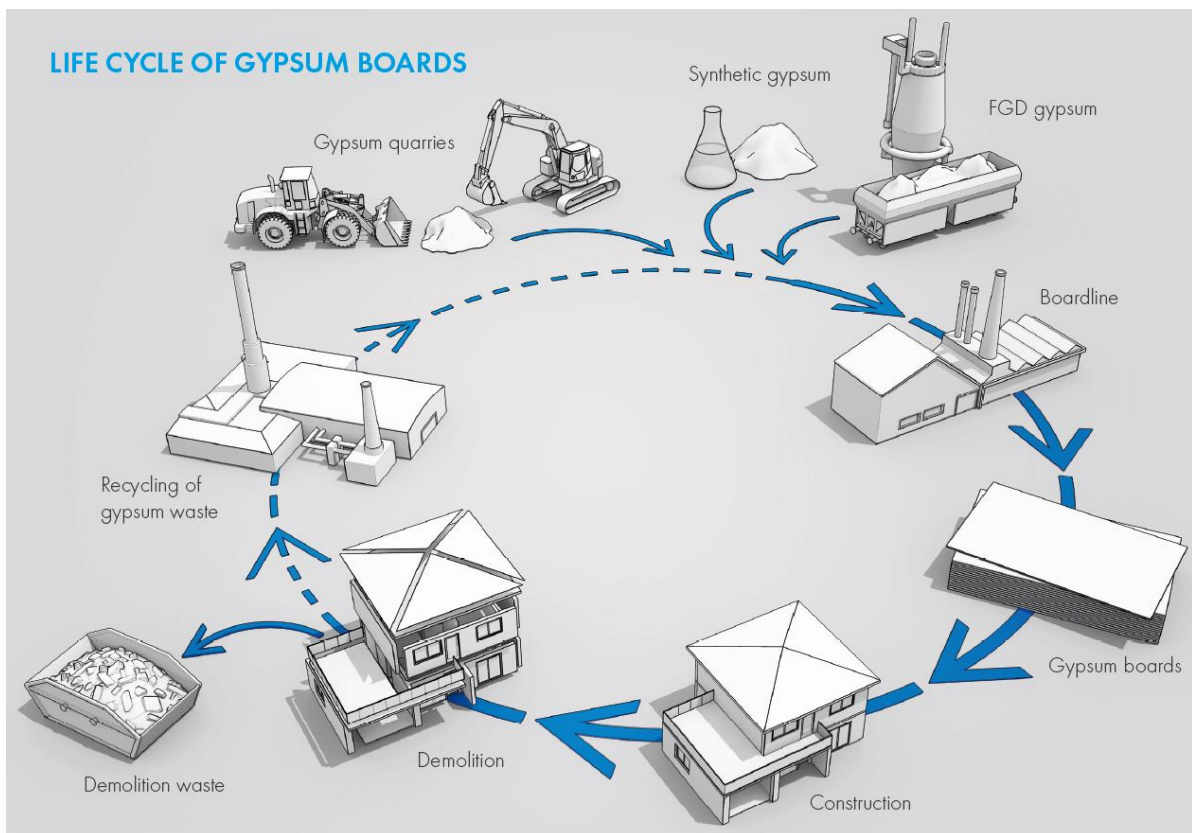 LIFE CYCLE OF GYPSUM BOARDS
Synthetic gypsum
FGD gypsum
Gypsum quarries
Boardline
Recycling of
gypsum waste
Gypsum boards
Demolition
Demolition waste
Construction